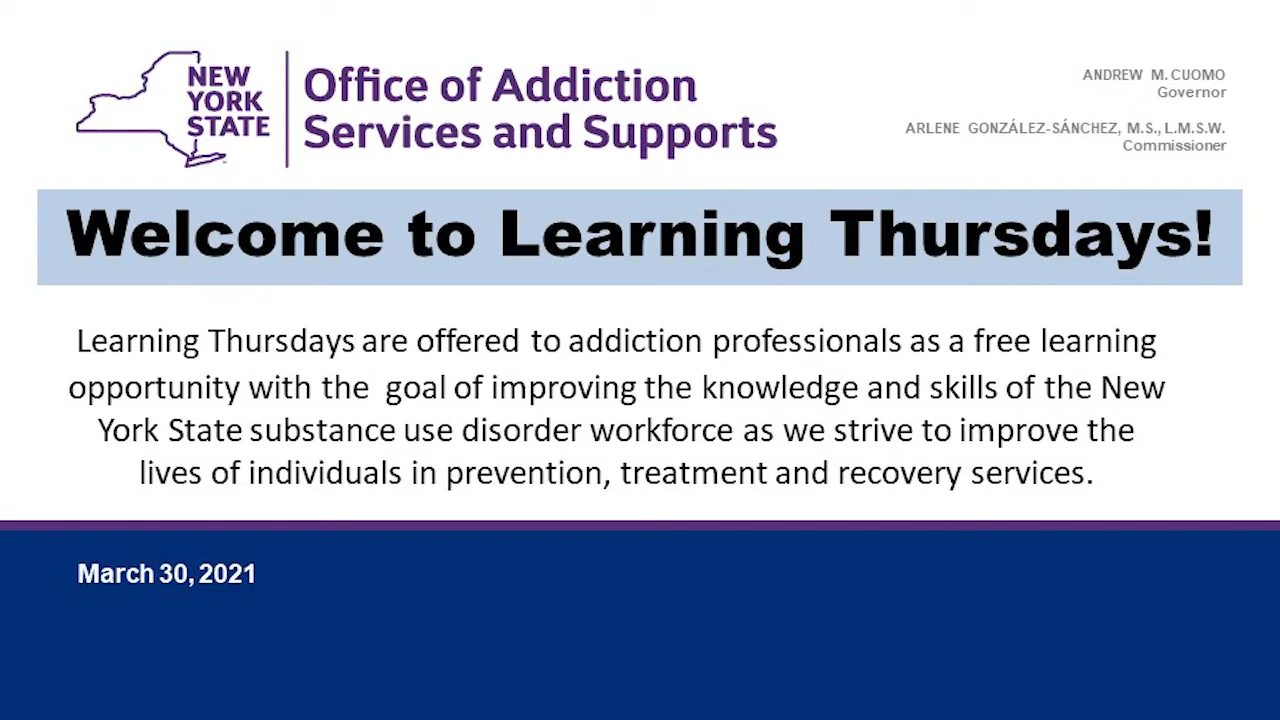 NEW
YORK
STATE
Office of Addiction
Services and Supports
ANDREW M. CUOMO
Governor
ARLENE GONZÁLEZ-SÁNCHEZ, M.S., L.M.S.W.
Commissioner
Welcome to Learning Thursdays!
Learning Thursdays are offered to addiction professionals as a free learning
opportunity with the goal of improving the knowledge and skills of the New
York State substance use disorder workforce as we strive to improve the
lives of individuals in prevention, treatment and recovery services.
March 30, 2021